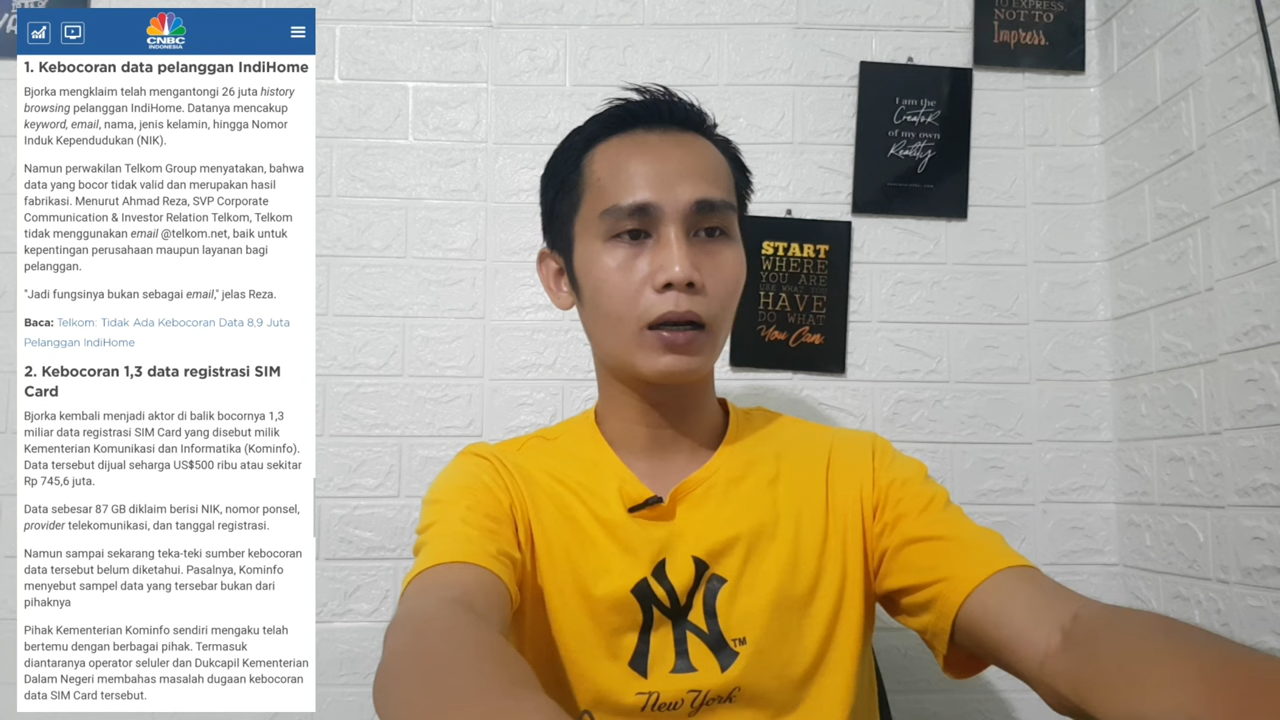 CNBC
INDONESIA
1. Kebocoran data pelanggan IndiHome
Bjorka mengklaim telah mengantongi 26 juta history
browsing pelanggan IndiHome. Datanya mencakup
keyword, email, nama, jenis kelamin, hingga Nomor
Induk Kependudukan (NIK).
Namun perwakilan Telkom Group menyatakan, bahwa
data yang bocor tidak valid dan merupakan hasil
fabrikasi. Menurut Ahmad Reza, SVP Corporate
Communication & Investor Relation Telkom, Telkom
tidak menggunakan email @telkom.net, baik untuk
kepentingan perusahaan maupun layanan bagi
pelanggan.
"Jadi fungsinya bukan sebagai email," jelas Reza.
Baca: Telkom: Tidak Ada Kebocoran Data 8,9 Juta
Pelanggan IndiHome
2. Kebocoran 1,3 data registrasi SIM
Card
Bjorka kembali menjadi aktor di balik bocornya 1,3
miliar data registrasi SIM Card yang disebut milik
Kementerian Komunikasi dan Informatika (Kominfo).
Data tersebut dijual seharga US$500 ribu atau sekitar
Rp 745,6 juta.
Data sebesar 87 GB diklaim berisi NIK, nomor ponsel,
provider telekomunikasi, dan tanggal registrasi.
Namun sampai sekarang teka-teki sumber kebocoran
data tersebut belum diketahui. Pasalnya, Kominfo
menyebut sampel data yang tersebar bukan dari
pihaknya
Pihak Kementerian Kominfo sendiri mengaku telah
bertemu dengan berbagai pihak. Termasuk
diantaranya operator seluler dan Dukcapil Kementerian
Dalam Negeri membahas masalah dugaan kebocoran
data SIM Card tersebut.
TO EXPRESS,
NOT TO
Impress.
I am the
Creator
of my own
Reality
START
WHERE
YOU ARE
USE WHAT YOU
HAVE
DO WHAT
You Can.
NY
TM
New York